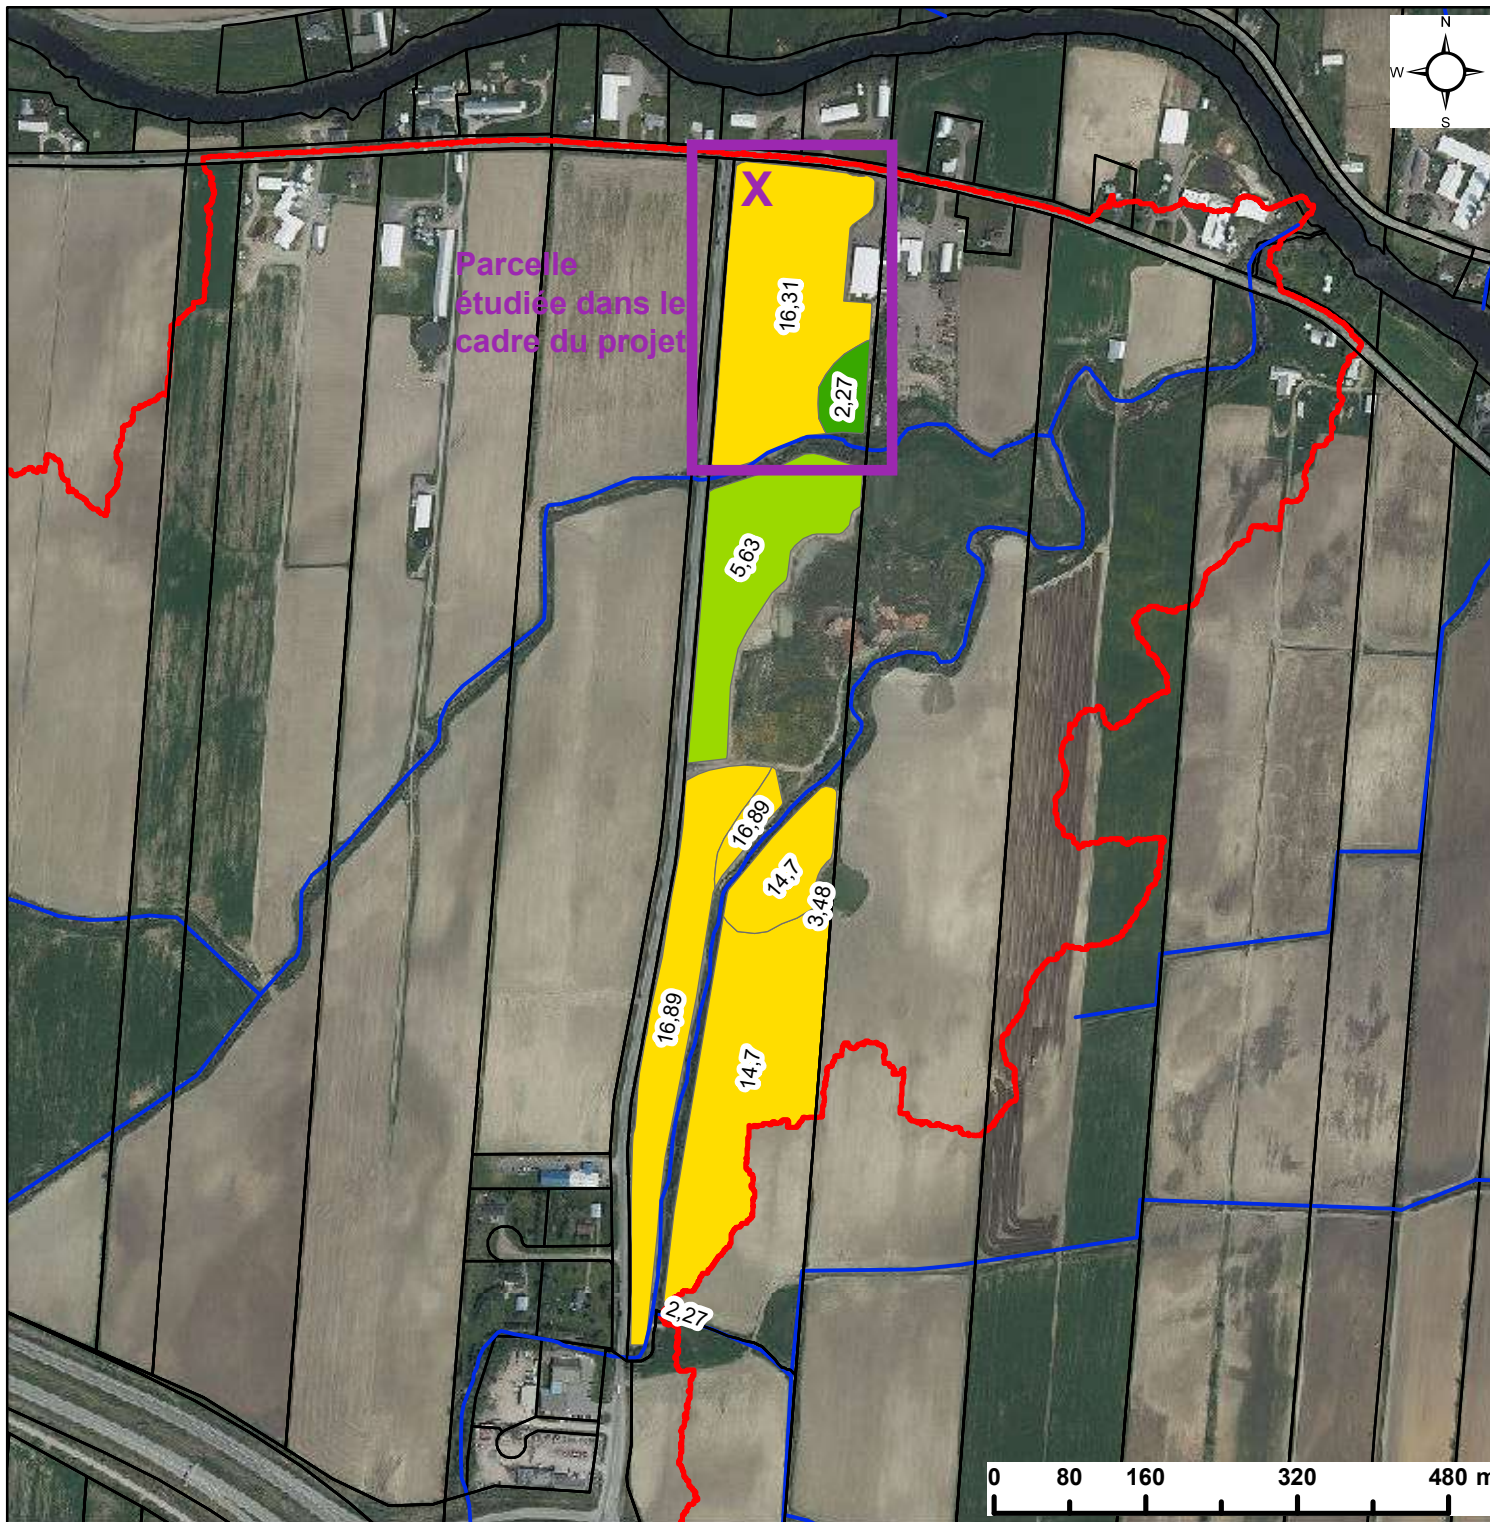 N
W
S
X
Parcelle
étudiée dans le
cadre du projet
16,31
2,27
5,63
16,89
14,7
3,48
16,89
14,7
2,27
0 80 160 320 480 m